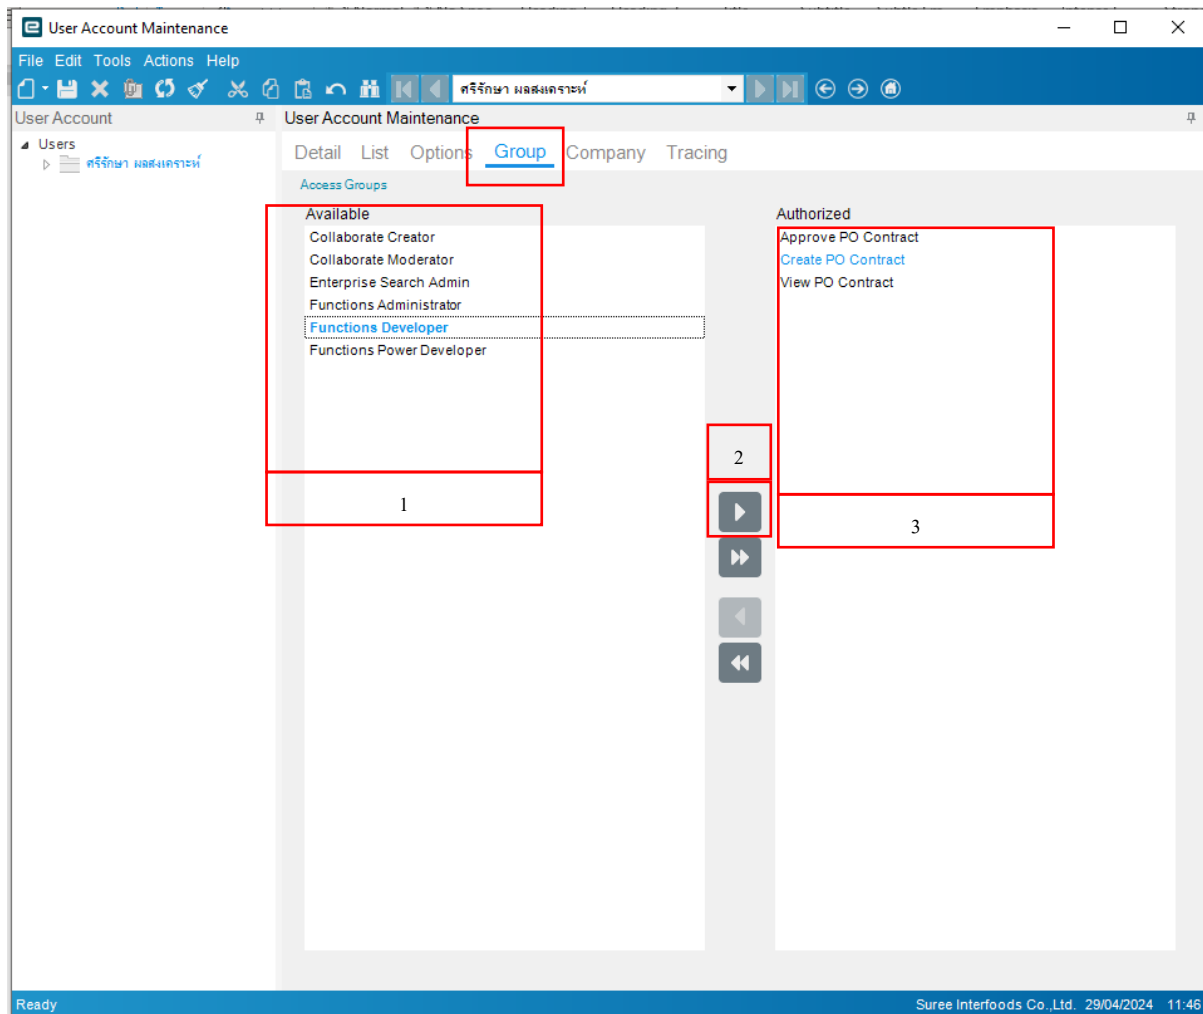 User Account Maintenance
File Edit Tools Actions Help
ศรีรักษา ผลสงเคราะห์
User Account
User Account Maintenance
Users
ศรีรักษา ผลสงเคราะห์
Detail List Options Group Company Tracing
Access Groups
Available
Authorized
Collaborate Creator
Collaborate Moderator
Enterprise Search Admin
Functions Administrator
Functions Developer
Functions Power Developer
Approve PO Contract
Create PO Contract
View PO Contract
1
2
3
Ready
Suree Interfoods Co.,Ltd. 29/04/2024 11:46